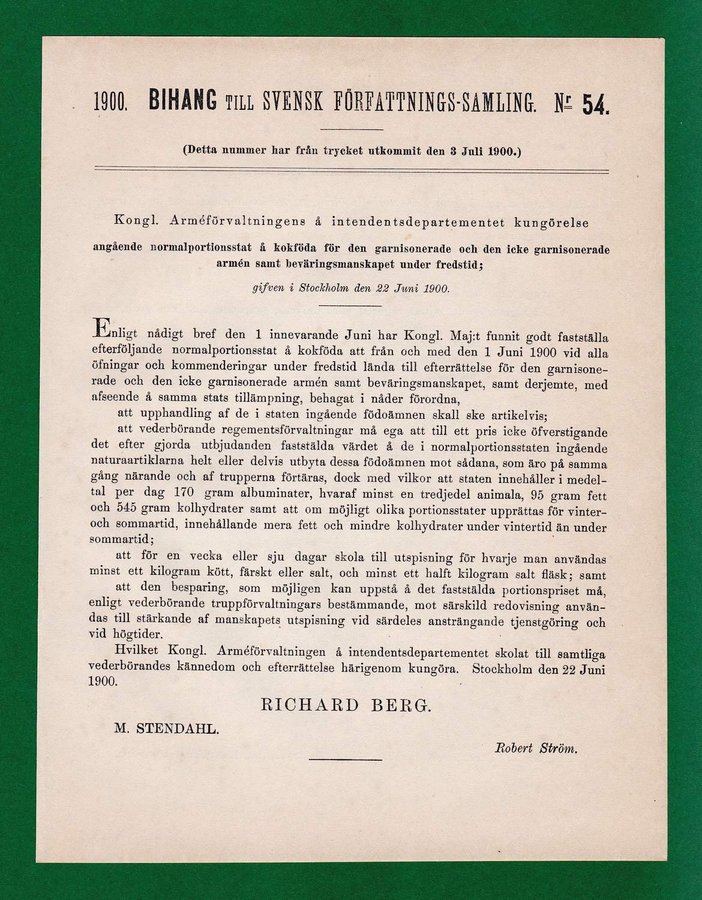 1900. BIHANG TILL SVENSK FÖRFATTNINGS-SAMLING. Nr 54.
(Detta nummer har från trycket utkommit den 3 Juli 1900.)
Kongl. Arméförvaltningens å intendentsdepartementet kungörelse
angående normalportionsstat å kokföda för den garnisonerade och den icke garnisonerade
armén samt beväringsmanskapet under fredstid;
gifven i Stockholm den 22 Juni 1900.
Enligt nådigt bref den 1 innevarande Juni har Kongl. Maj:t funnit godt fastställa
efterföljande normalportionsstat å kokföda att från och med den 1 Juni 1900 vid alla
öfningar och kommenderingar under fredstid lända till efterrättelse för den garnisone-
rade och den icke garnisonerade armén samt beväringsmanskapet, samt derjemte, med
afseende å samma stats tillämpning, behagat i nåder förordna,
att upphandling af de i staten ingående födoämnen skall ske artikelvis;
att vederbörande regementsförvaltningar må ega att till ett pris icke öfverstigande
det efter gjorda utbjudanden fastställda värdet å de i normalportionsstaten ingående
naturaartiklarna helt eller delvis utbyta dessa födoämnen mot sådana, som äro på samma
gång närande och af trupperna förtäras, dock med vilkor att staten innehåller i medel-
tal per dag 170 gram albuminater, hvaraf minst en tredjedel animala, 95 gram fett
och 545 gram kolhydrater samt att om möjligt olika portionsstater upprättas för vinter-
och sommartid, innehållande mera fett och mindre kolhydrater under vintertid än under
sommartid;
att för en vecka eller sju dagar skola till utspisning för hvarje man användas
minst ett kilogram kött, färskt eller salt, och minst ett halft kilogram salt fläsk; samt
att den besparing, som möjligen kan uppstå å det fastställda portionspriset må,
enligt vederbörande truppförvaltningars bestämmande, mot särskild redovisning använ-
das till stärkande af manskapets utspisning vid särdeles ansträngande tjenstgöring och
vid högtider.
Hvilket Kongl. Arméförvaltningen å intendentsdepartementet skolat till samtliga
vederbörandes kännedom och efterrättelse härigenom kungöra. Stockholm den 22 Juni
1900.
RICHARD BERG.
M. STENDAHL.
Robert Ström.